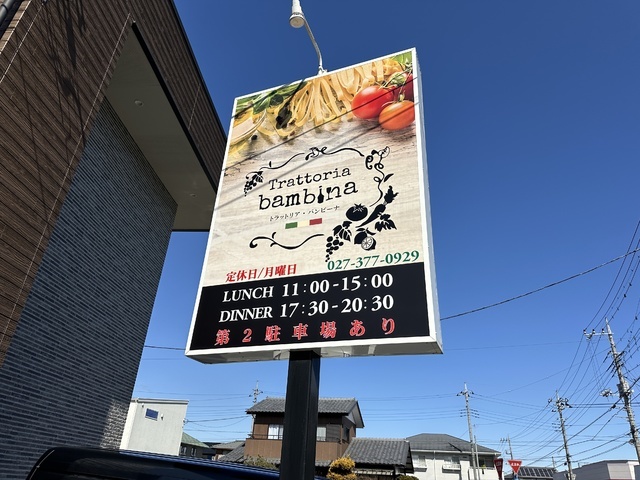 Trattoria
bambina
トラットリア・バンビーナ
027-377-0929
定休日/月曜日
LUNCH 11:00-15:00
DINNER 17:30-20:30
第2駐車場あり